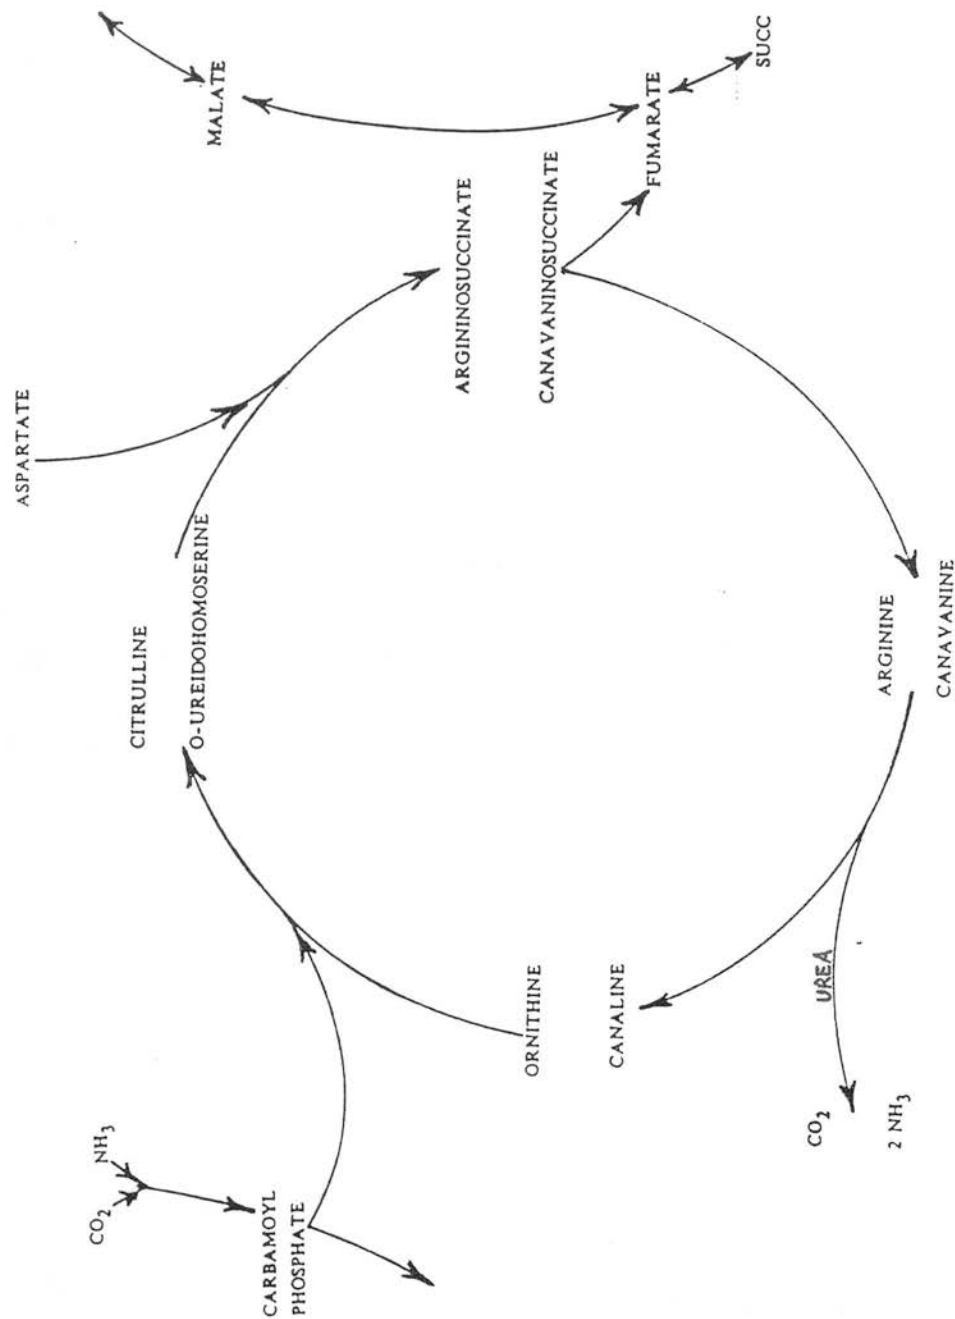 ASPARTATE
CITRULLINE
O-UREIDOHOMOSERINE
MALATE
ARGININOSUCCINATE
CANAVANINOSUCCINATE
FUMARATE
SUCC
ARGININE
CANAVANINE
UREA
CO2
2 NH3
ORNITHINE
CANALINE
CO2
NH3
CARBAMOYL
PHOSPHATE